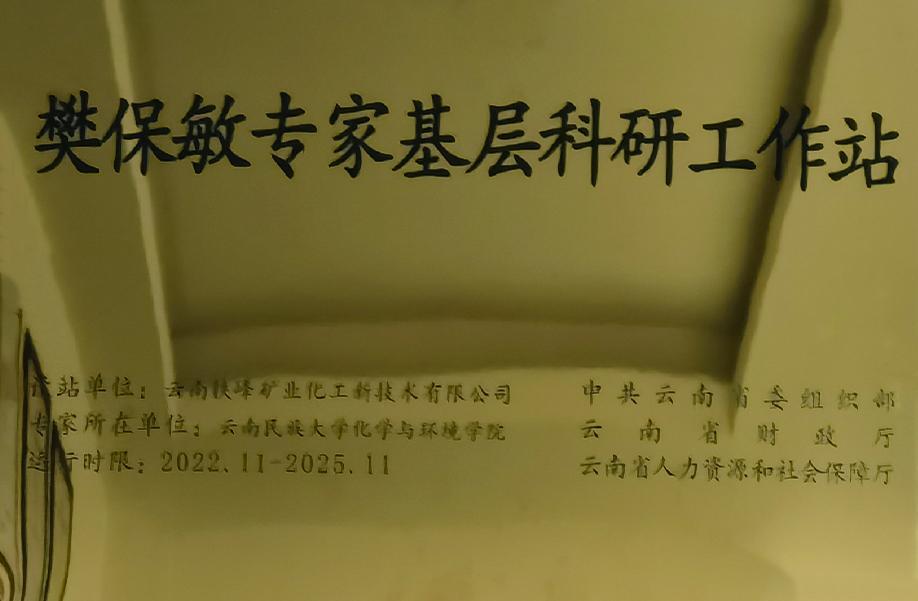 樊保敏专家基层科研工作站
站单位：云南铁峰矿业化工新技术有限公司
专家所在单位：云南民族大学化学与环境学院
运行时限：2022.11-2025.11
中共云南省委组织部
云南省财政厅
云南省人力资源和社会保障厅